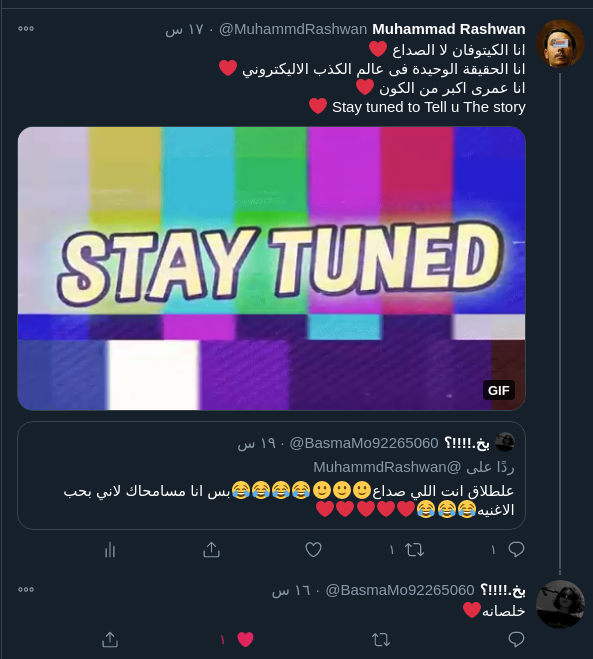 Muhammad Rashwan @MuhammdRashwan · ١٧ س
انا الكيتوفان لا الصداع ❤️
انا الحقيقة الوحيدة فى عالم الكذب الاليكتروني ❤️
انا عمرى اكبر من الكون ❤️
Stay tuned to Tell u The story ❤️
STAY TUNED
GIF
بخ.!!!!؟ @BasmaMo92265060 · ١٩ س
ردًا على @MuhammdRashwan
علطلاق انت اللي صداع🙂🙂🙂😂😂😂😂بس انا مسامحاك لاني بحب
الاغنيه😂😂😂❤️❤️❤️❤️❤️
١ ١
بخ.!!!!؟ @BasmaMo92265060 · ١٦ س
خلصانه❤️
١